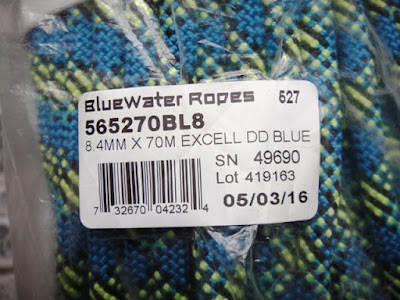 BlueWater Ropes 527
565270BL8
8.4MM X 70M EXCELL DD BLUE
SN 49690
Lot 419163
7 32670 04232 4
05/03/16